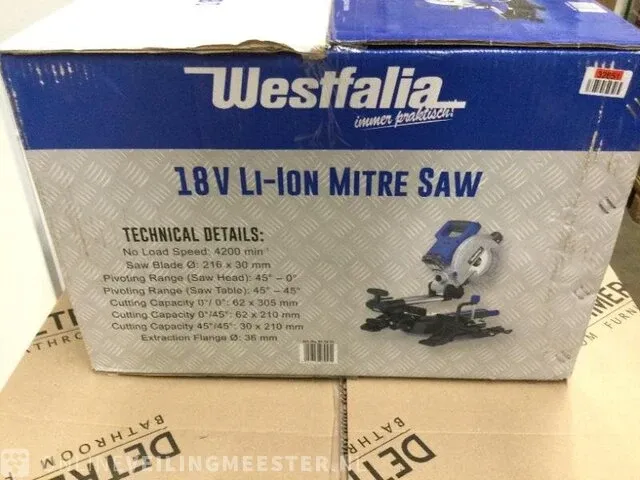 32651
Westfalia
immer praktisch!
18V LI-ION MITRE SAW
TECHNICAL DETAILS:
No Load Speed: 4200 min⁻¹
Saw Blade Ø: 216 x 30 mm
Pivoting Range (Saw Head): 45° – 0°
Pivoting Range (Saw Table): 45° – 45°
Cutting Capacity 0°/0°: 62 x 305 mm
Cutting Capacity 0°/45°: 62 x 210 mm
Cutting Capacity 45°/45°: 30 x 210 mm
Extraction Flange Ø: 36 mm
BATHROOM
ONLINEVEILINGMEESTER.NL